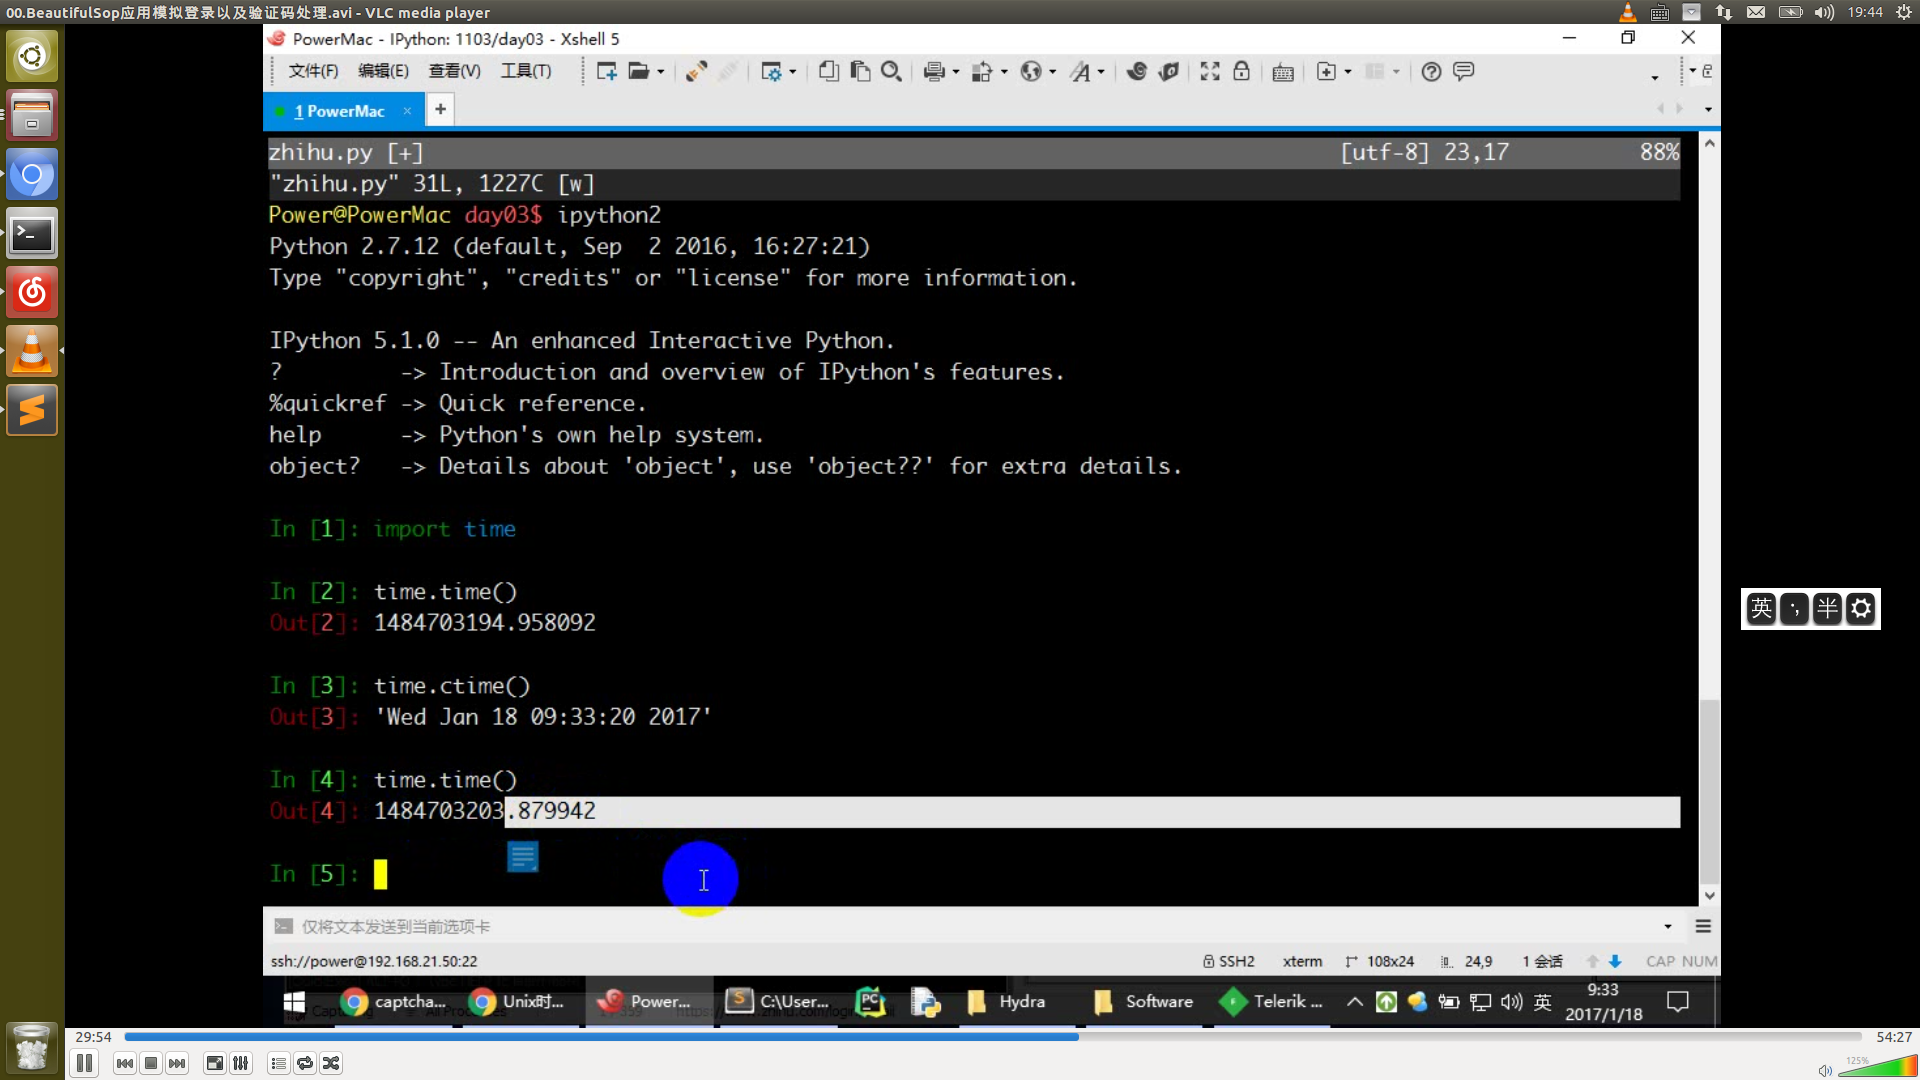 00.BeautifulSop应用模拟登录以及验证码处理.avi - VLC media player
19:44
PowerMac - IPython: 1103/day03 - Xshell 5
文件(F) 编辑(E) 查看(V) 工具(T)
1 PowerMac
zhihu.py [+] [utf-8] 23,17 88%
"zhihu.py" 31L, 1227C [w]
Power@PowerMac day03$ ipython2
Python 2.7.12 (default, Sep  2 2016, 16:27:21)
Type "copyright", "credits" or "license" for more information.
IPython 5.1.0 -- An enhanced Interactive Python.
?         -> Introduction and overview of IPython's features.
%quickref -> Quick reference.
help      -> Python's own help system.
object?   -> Details about 'object', use 'object??' for extra details.
In [1]: import time
In [2]: time.time()
Out[2]: 1484703194.958092
In [3]: time.ctime()
Out[3]: 'Wed Jan 18 09:33:20 2017'
In [4]: time.time()
Out[4]: 1484703203.879942
In [5]:
英 半
仅将文本发送到当前选项卡
ssh://power@192.168.21.50:22 SSH2 xterm 108x24 24,9 1 会话 CAP NUM
captcha... Unix时... Power... C:\User... Hydra Software Telerik ... 英
9:33
2017/1/18
29:54 54:27
125%